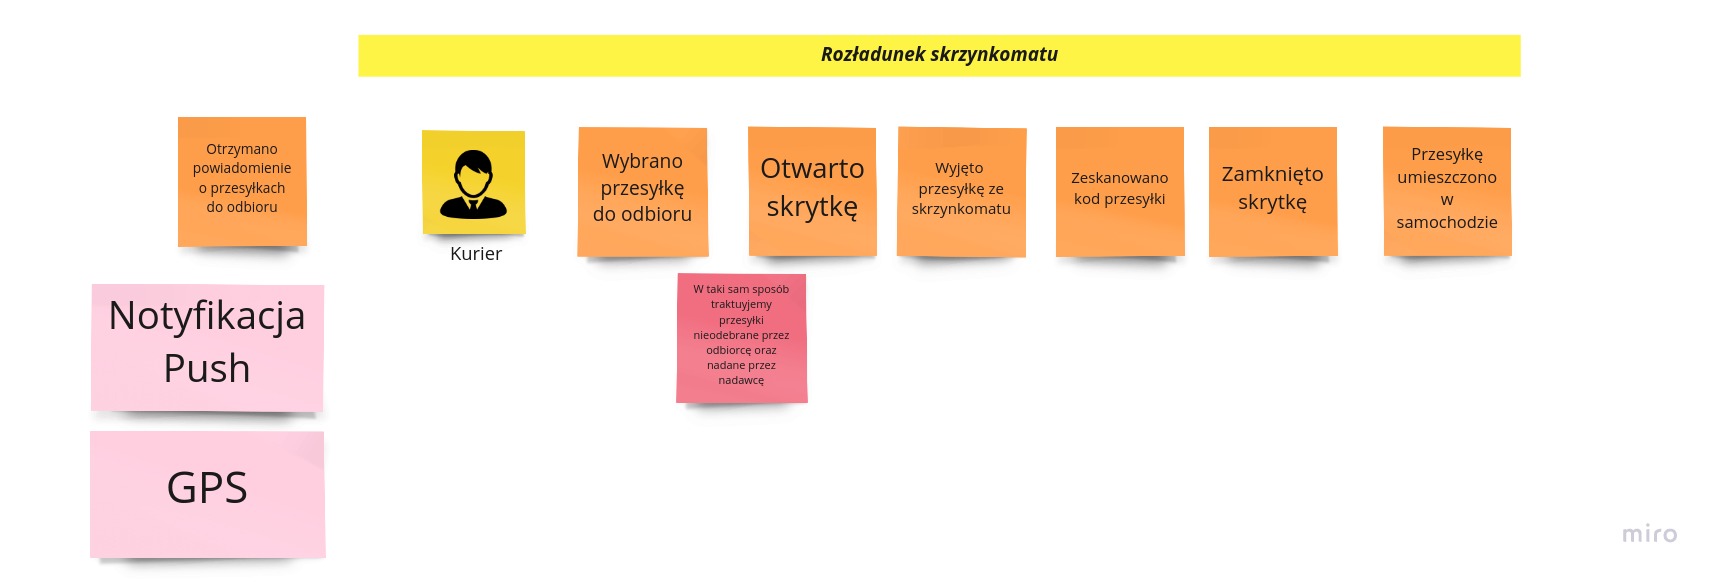 Rozładunek skrzynkomatu
Otrzymano
powiadomienie
o przesyłkach
do odbioru
Kurier
Wybrano
przesyłkę
do odbioru
Otwarto
skrytkę
Wyjęto
przesyłkę ze
skrzynkomatu
Zeskanowano
kod przesyłki
Zamknięto
skrytkę
Przesyłkę
umieszczono
w
samochodzie
W taki sam sposób
traktuyjemy
przesyłki
nieodebrane przez
odbiorcę oraz
nadane przez
nadawcę
Notyfikacja
Push
GPS
miro